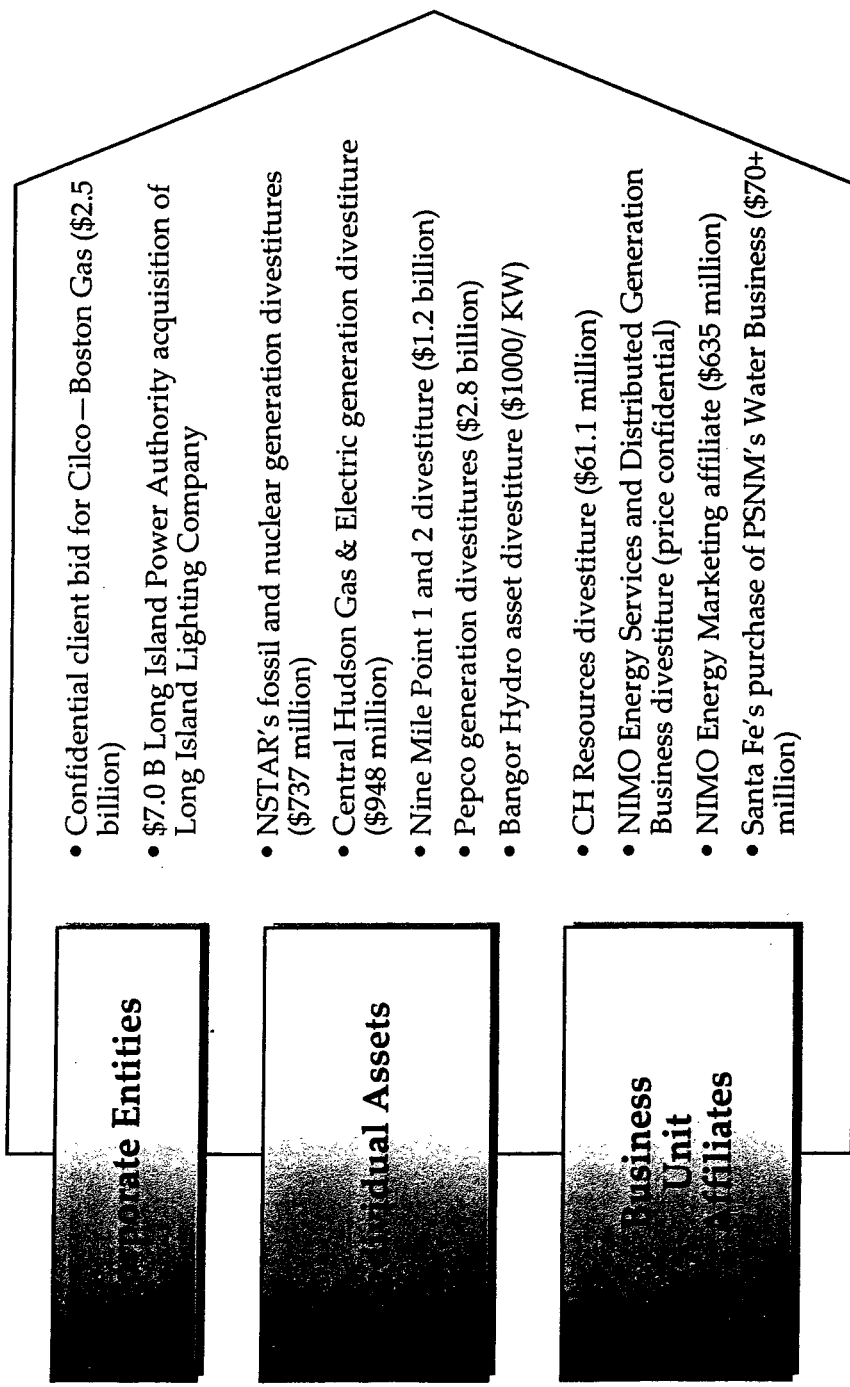 rporate Entities
• Confidential client bid for Cilco—Boston Gas ($2.5
billion)
• $7.0 B Long Island Power Authority acquisition of
Long Island Lighting Company
vidual Assets
• NSTAR's fossil and nuclear generation divestitures
($737 million)
• Central Hudson Gas & Electric generation divestiture
($948 million)
• Nine Mile Point 1 and 2 divestiture ($1.2 billion)
• Pepco generation divestitures ($2.8 billion)
• Bangor Hydro asset divestiture ($1000/ KW)
Business
Unit
Affiliates
• CH Resources divestiture ($61.1 million)
• NIMO Energy Services and Distributed Generation
Business divestiture (price confidential)
• NIMO Energy Marketing affiliate ($635 million)
• Santa Fe's purchase of PSNM's Water Business ($70+
million)